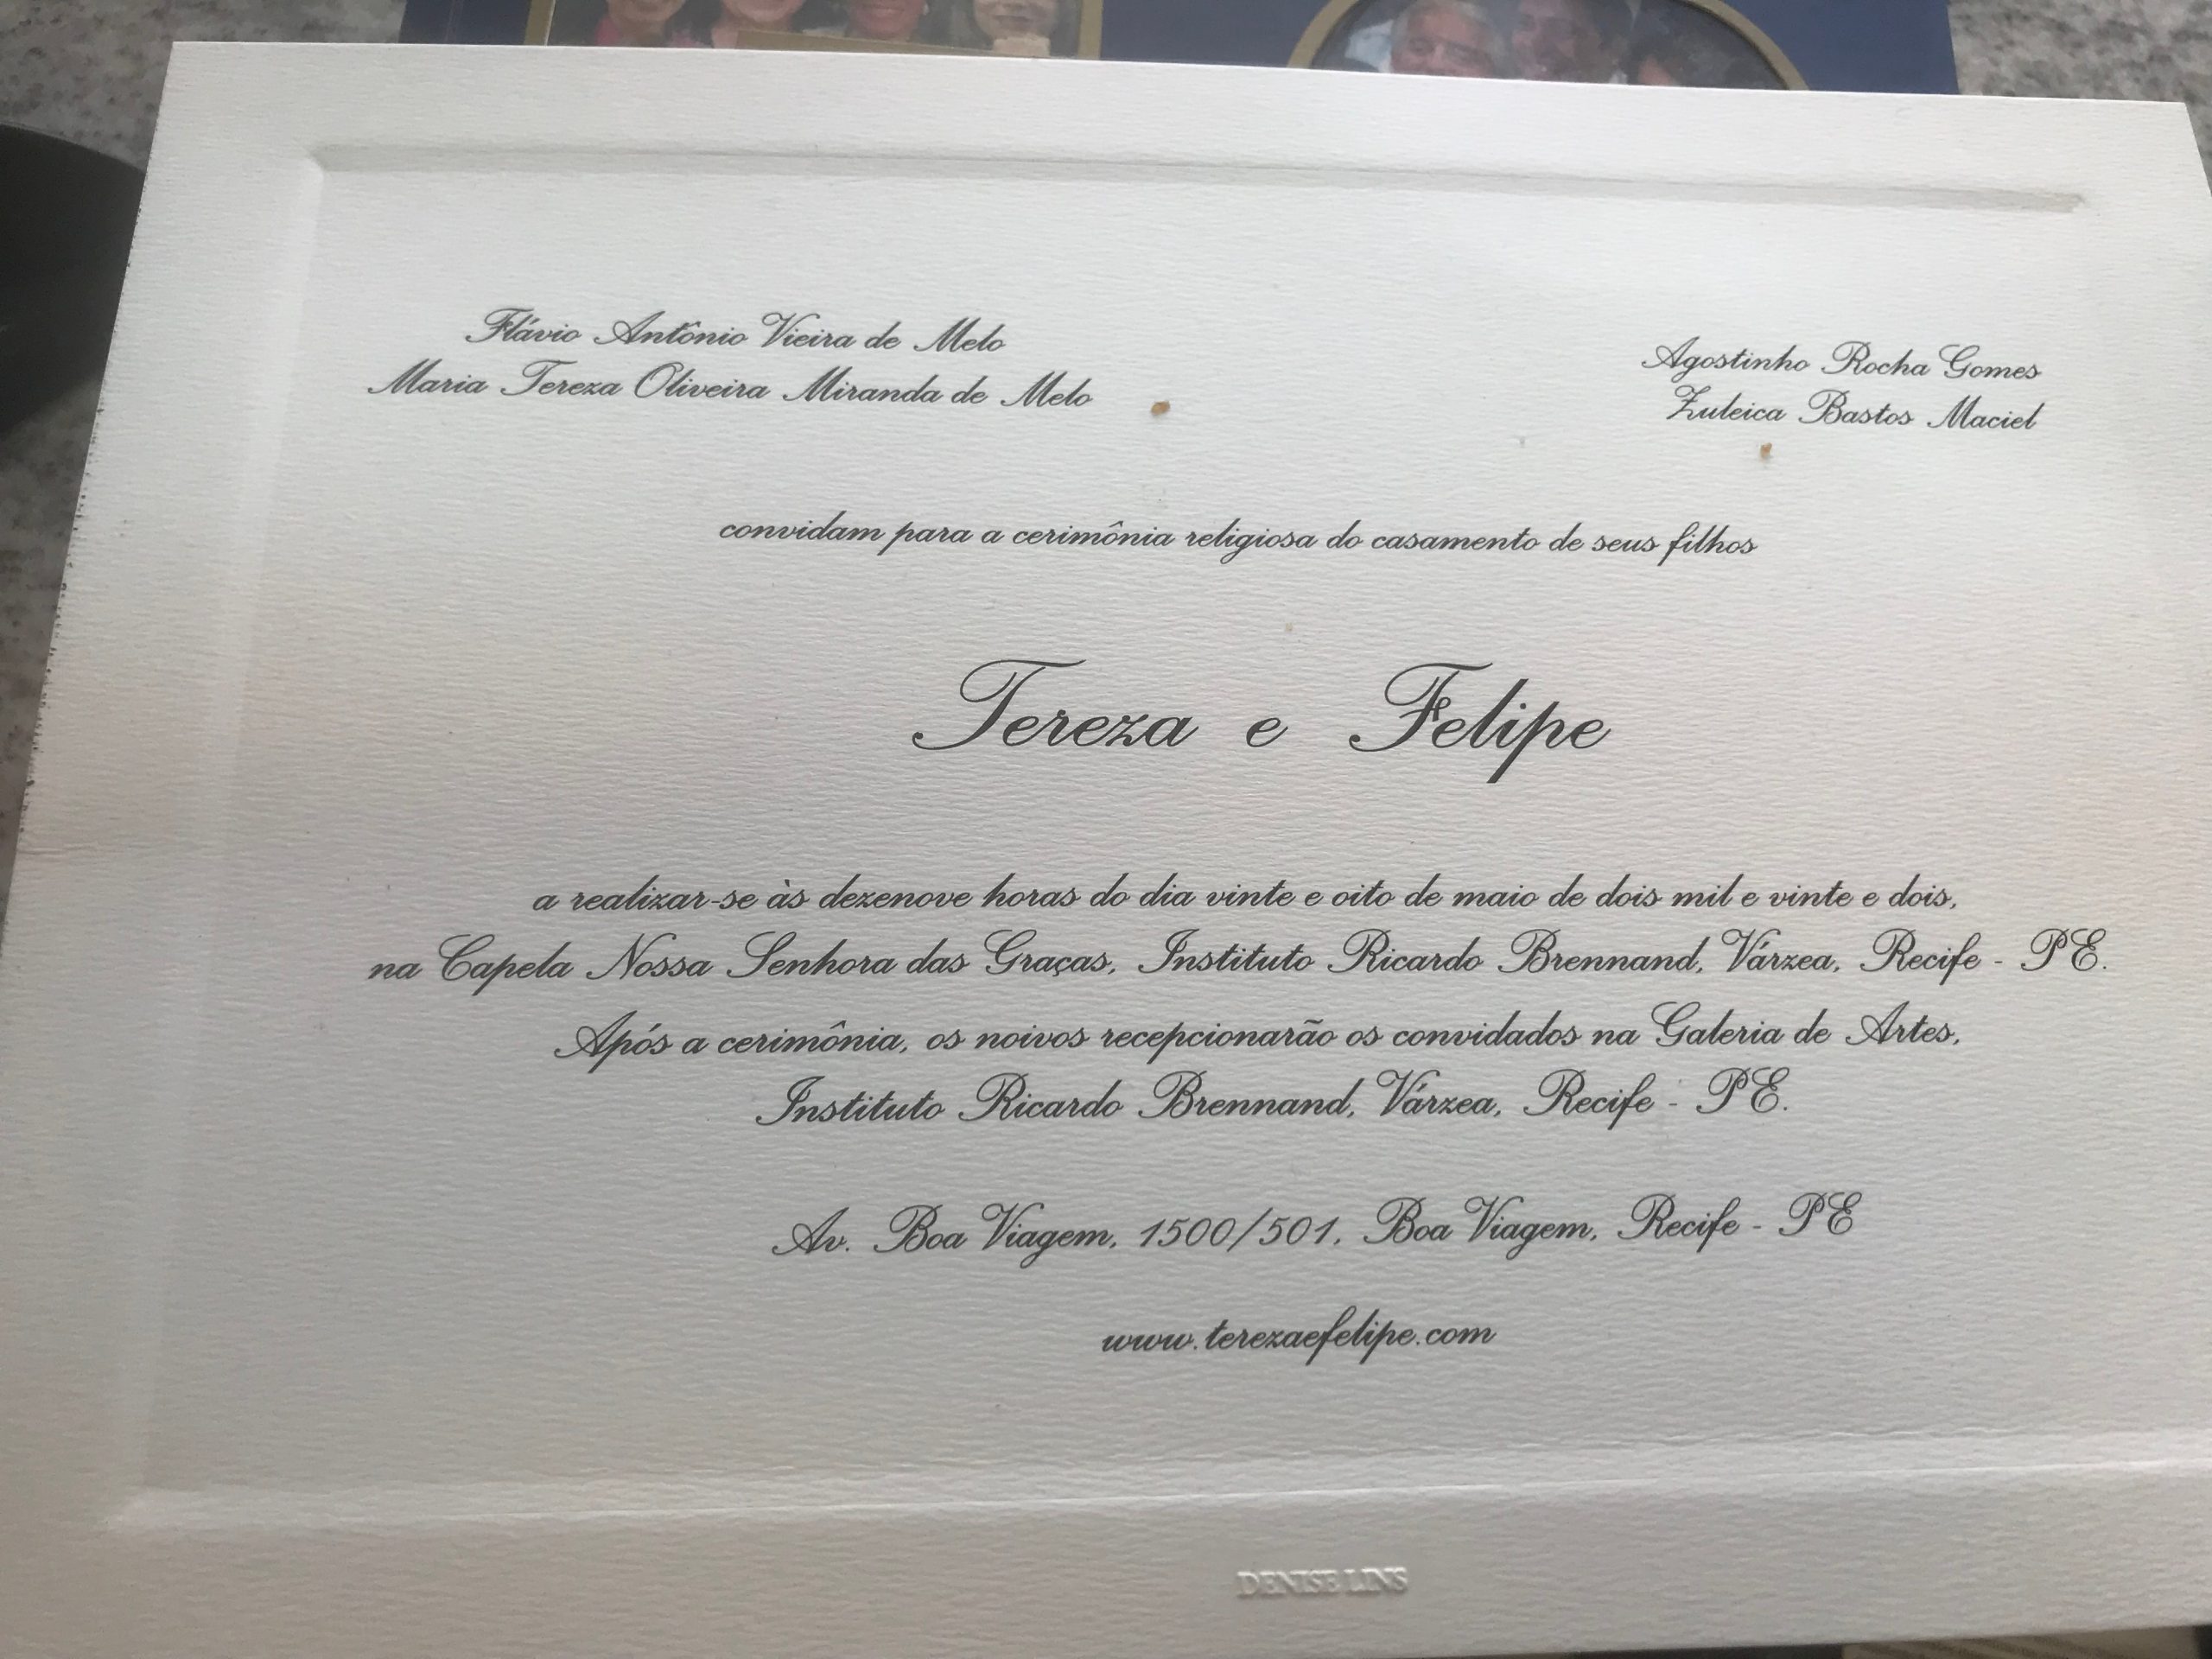 Flávio Antônio Vieira de Melo
Maria Tereza Oliveira Miranda de Melo
Agostinho Rocha Gomes
Zuleica Bastos Maciel
convidam para a cerimônia religiosa do casamento de seus filhos
Tereza e Felipe
a realizar-se às dezenove horas do dia vinte e oito de maio de dois mil e vinte e dois,
na Capela Nossa Senhora das Graças, Instituto Ricardo Brennand, Várzea, Recife - PE.
Após a cerimônia, os noivos recepcionarão os convidados na Galeria de Artes,
Instituto Ricardo Brennand, Várzea, Recife - PE.
Av. Boa Viagem, 1500/501, Boa Viagem, Recife - PE
www.terezaefelipe.com
DENISE LINS